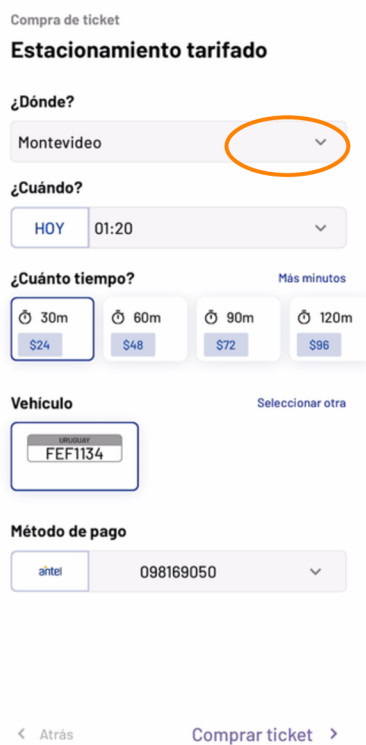 Compra de ticket
Estacionamiento tarifado
¿Dónde?
Montevideo
¿Cuándo?
HOY 01:20
¿Cuánto tiempo? Más minutos
30m 60m 90m 120m
$24 $48 $72 $96
Vehículo Seleccionar otra
URUGUAY
FEF1134
Método de pago
antel 098169050
Atrás Comprar ticket